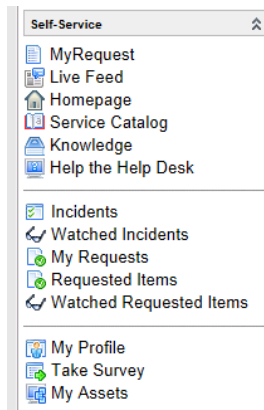 Self-Service
MyRequest
Live Feed
Homepage
Service Catalog
Knowledge
Help the Help Desk
Incidents
Watched Incidents
My Requests
Requested Items
Watched Requested Items
My Profile
Take Survey
My Assets